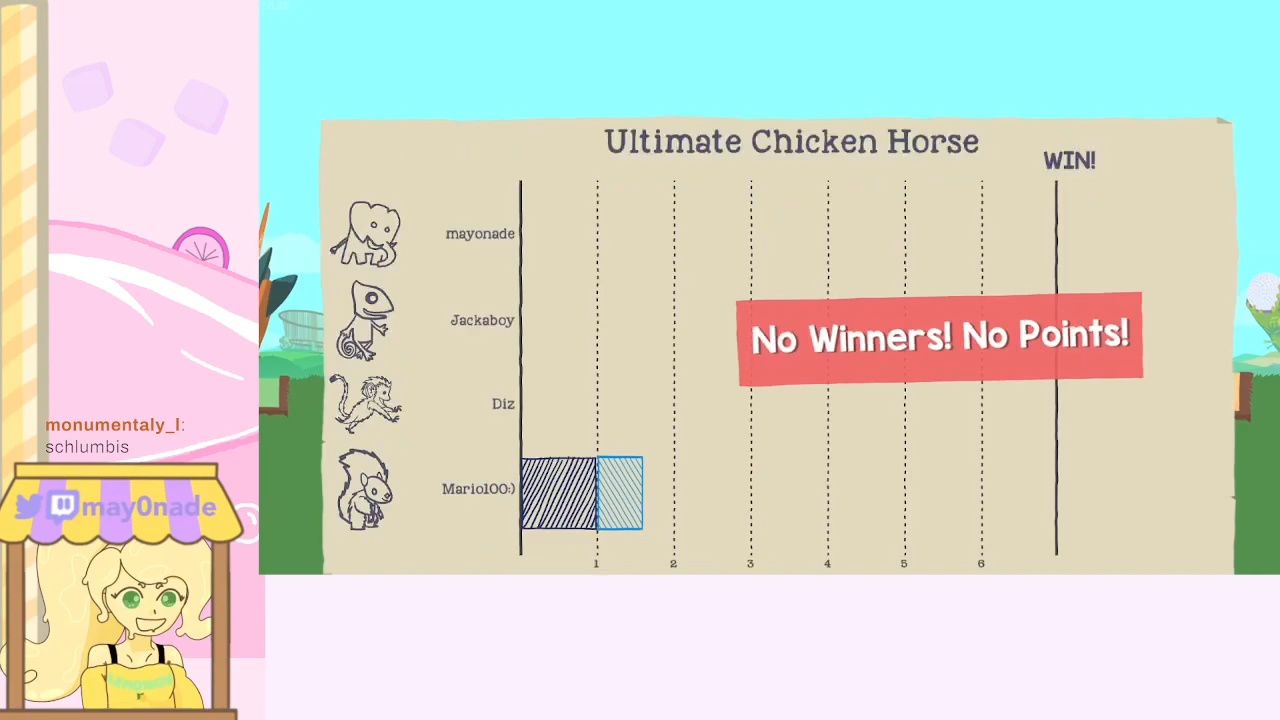 Ultimate Chicken Horse
WIN!
mayonade
Jackaboy
No Winners! No Points!
Diz
monumentaly_l:
schlumbis
Mario100:)
may0nade
1 2 3 4 5 6